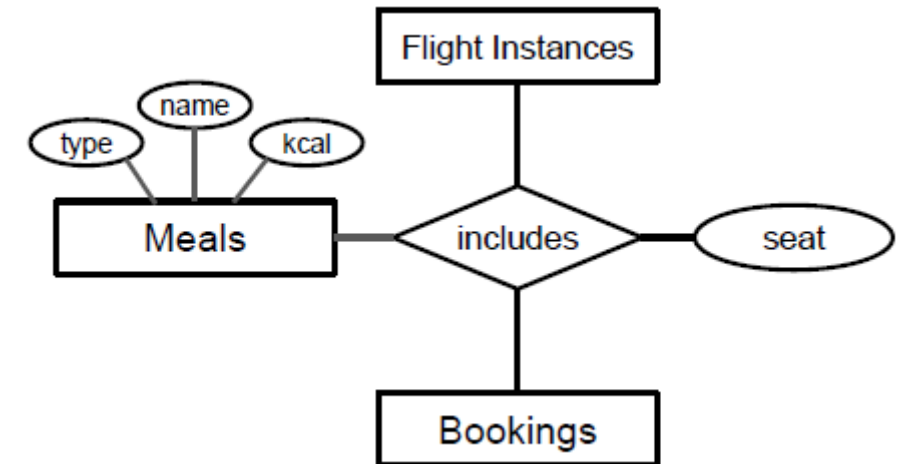 Flight Instances
name
type
kcal
Meals
includes
seat
Bookings